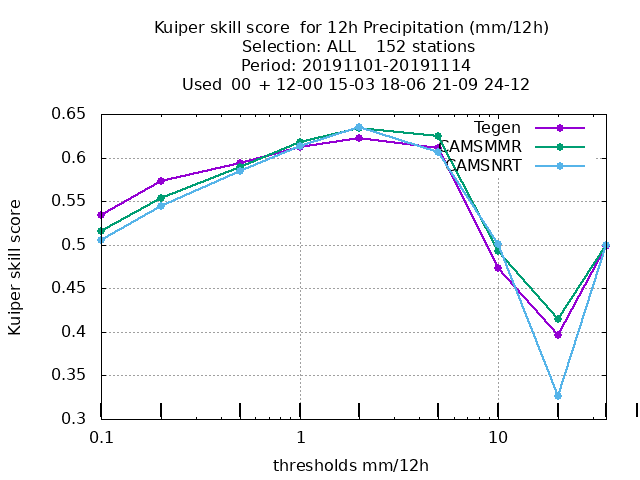 Kuiper skill score  for 12h Precipitation (mm/12h)
Selection: ALL    152 stations
Period: 20191101-20191114
Used  00 + 12-00 15-03 18-06 21-09 24-12
0.65
0.6
0.55
0.5
0.45
0.4
0.35
0.3
Kuiper skill score
Tegen
CAMSMMR
CAMSNRT
0.1
1
10
thresholds mm/12h